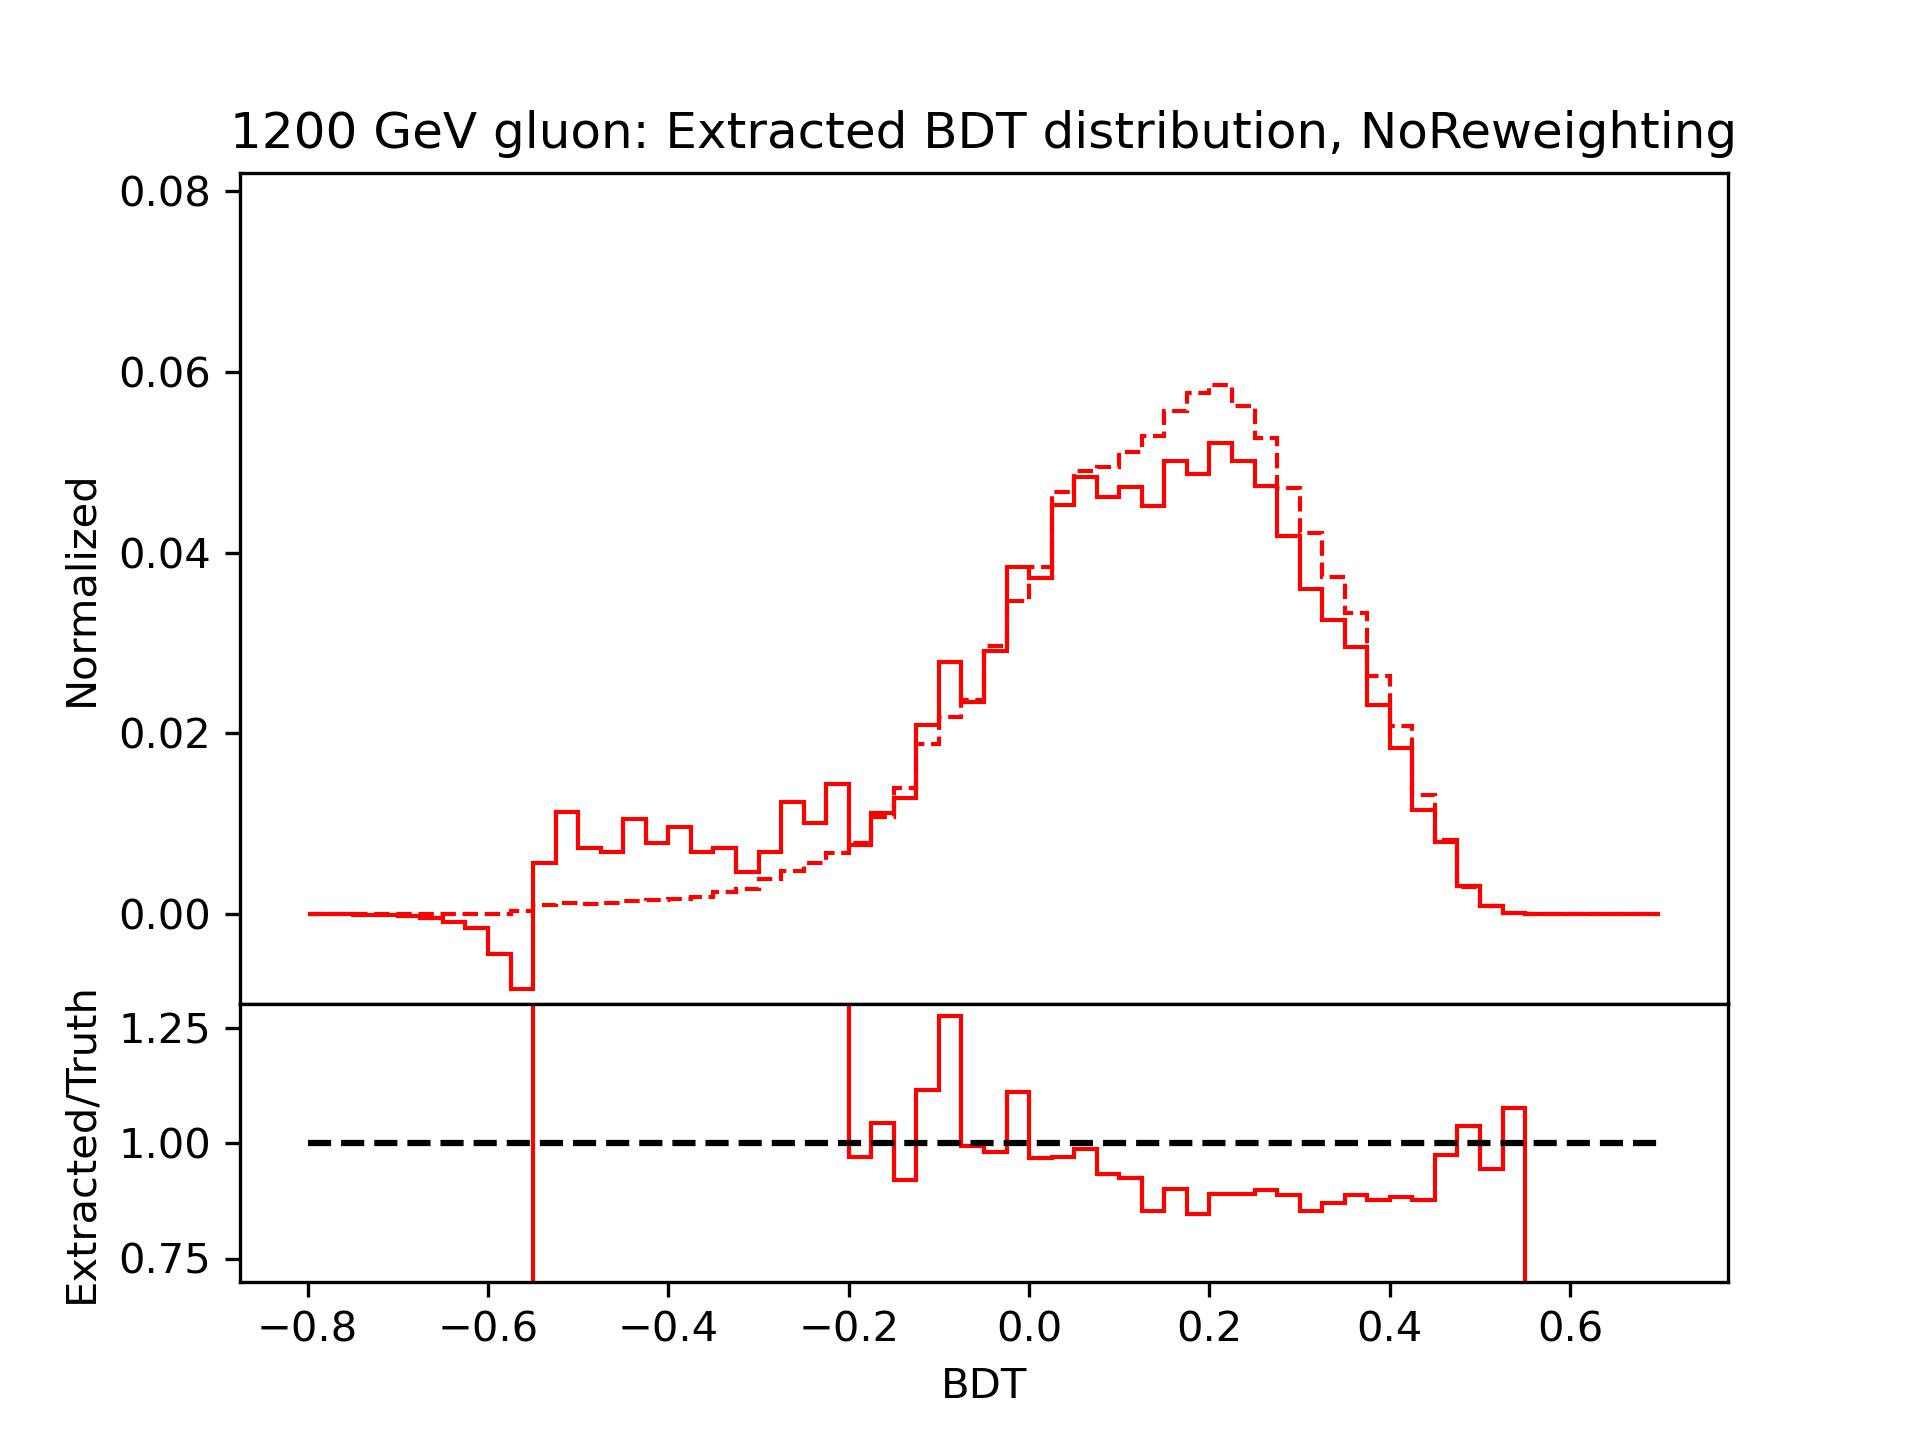 1200 GeV gluon: Extracted BDT distribution, NoReweighting
Normalized
0.08
0.06
0.04
0.02
0.00
Extracted/Truth
1.25
1.00
0.75
−0.8 −0.6 −0.4 −0.2 0.0 0.2 0.4 0.6
BDT